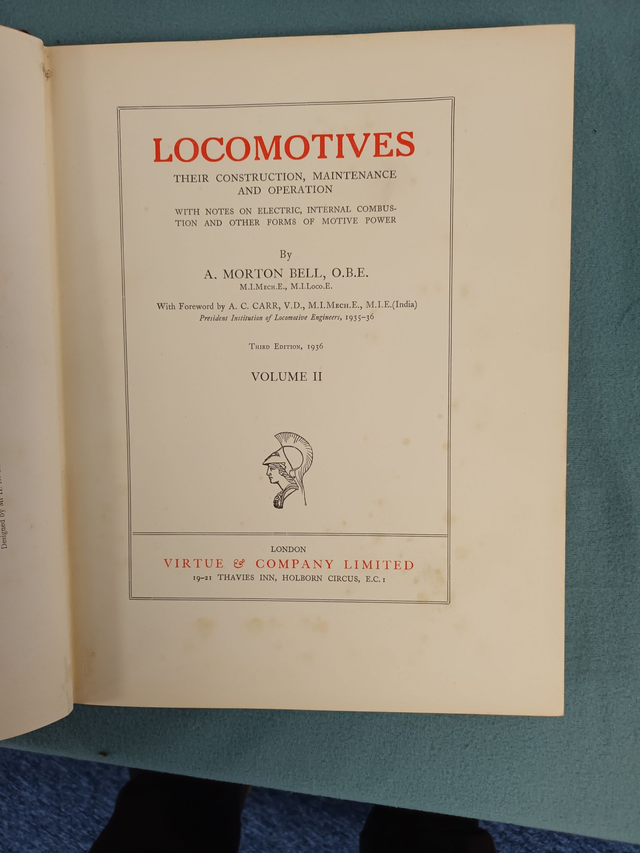 LOCOMOTIVES
THEIR CONSTRUCTION, MAINTENANCE
AND OPERATION
WITH NOTES ON ELECTRIC, INTERNAL COMBUS-
TION AND OTHER FORMS OF MOTIVE POWER
By
A. MORTON BELL, O.B.E.
M.I.MECH.E., M.I.LOCO.E.
With Foreword by A. C. CARR, V.D., M.I.MECH.E., M.I.E.(India)
President Institution of Locomotive Engineers, 1935-36
THIRD EDITION, 1936
VOLUME II
LONDON
VIRTUE & COMPANY LIMITED
19-21 THAVIES INN, HOLBORN CIRCUS, E.C.1
Designed by